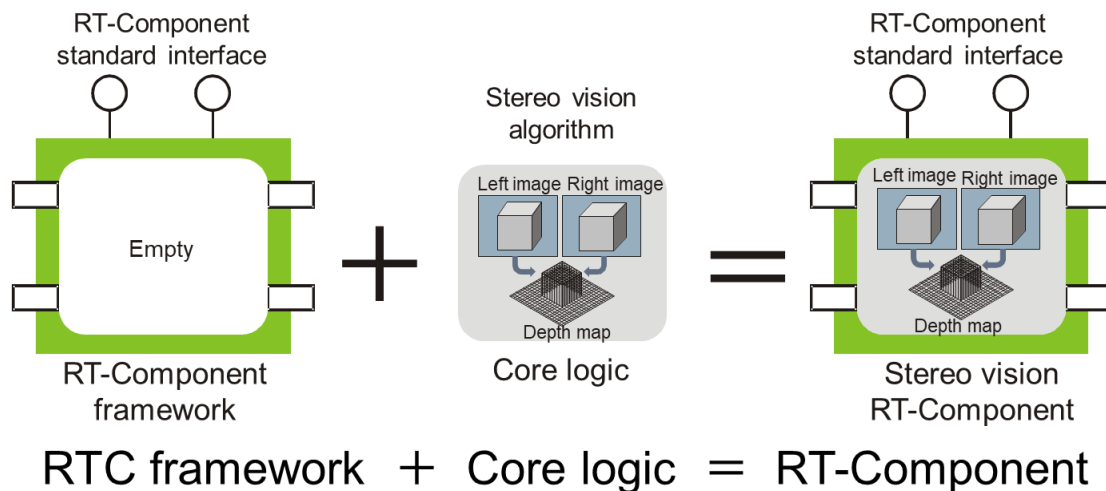 RT-Component
standard interface
Empty
RT-Component
framework
+
Stereo vision
algorithm
Left image Right image
Depth map
Core logic
=
RT-Component
standard interface
Left image Right image
Depth map
Stereo vision
RT-Component
RTC framework + Core logic = RT-Component